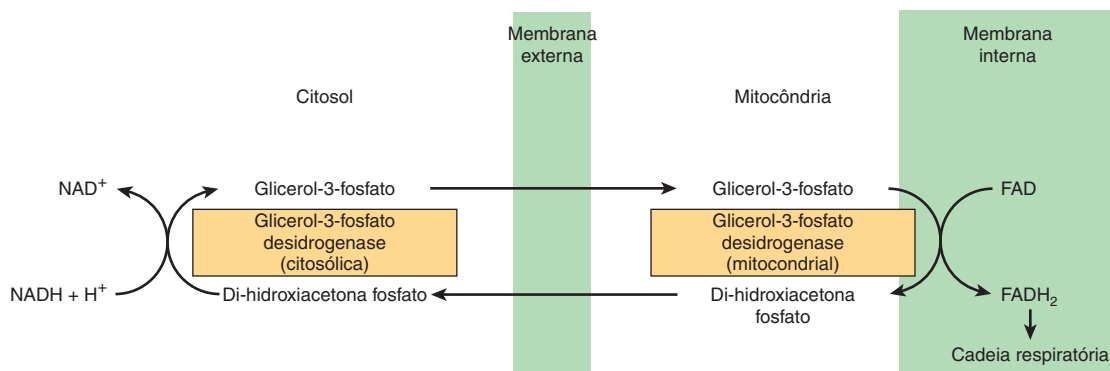 Membrana
externa
Membrana
interna
Citosol
Mitocôndria
NAD⁺
Glicerol-3-fosfato
Glicerol-3-fosfato
FAD
Glicerol-3-fosfato
desidrogenase
(citosólica)
Glicerol-3-fosfato
desidrogenase
(mitocondrial)
NADH + H⁺
Di-hidroxiacetona fosfato
Di-hidroxiacetona
fosfato
FADH₂
Cadeia respiratória